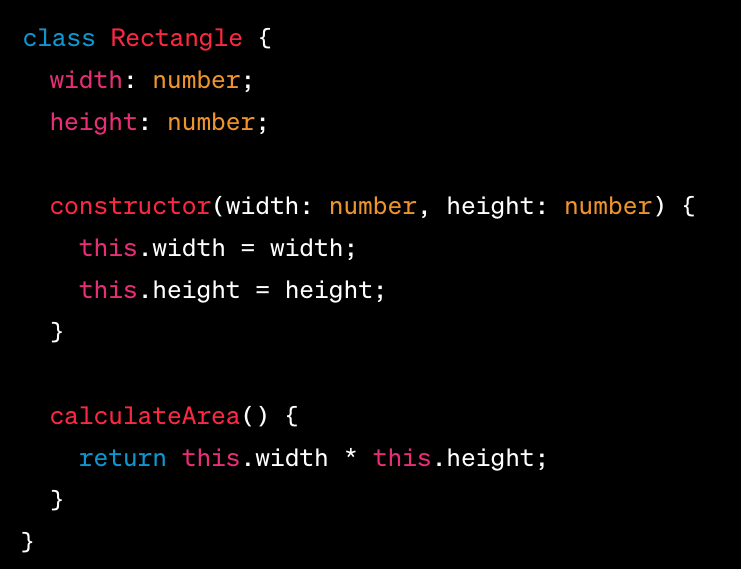 class Rectangle {
  width: number;
  height: number;

  constructor(width: number, height: number) {
    this.width = width;
    this.height = height;
  }

  calculateArea() {
    return this.width * this.height;
  }
}